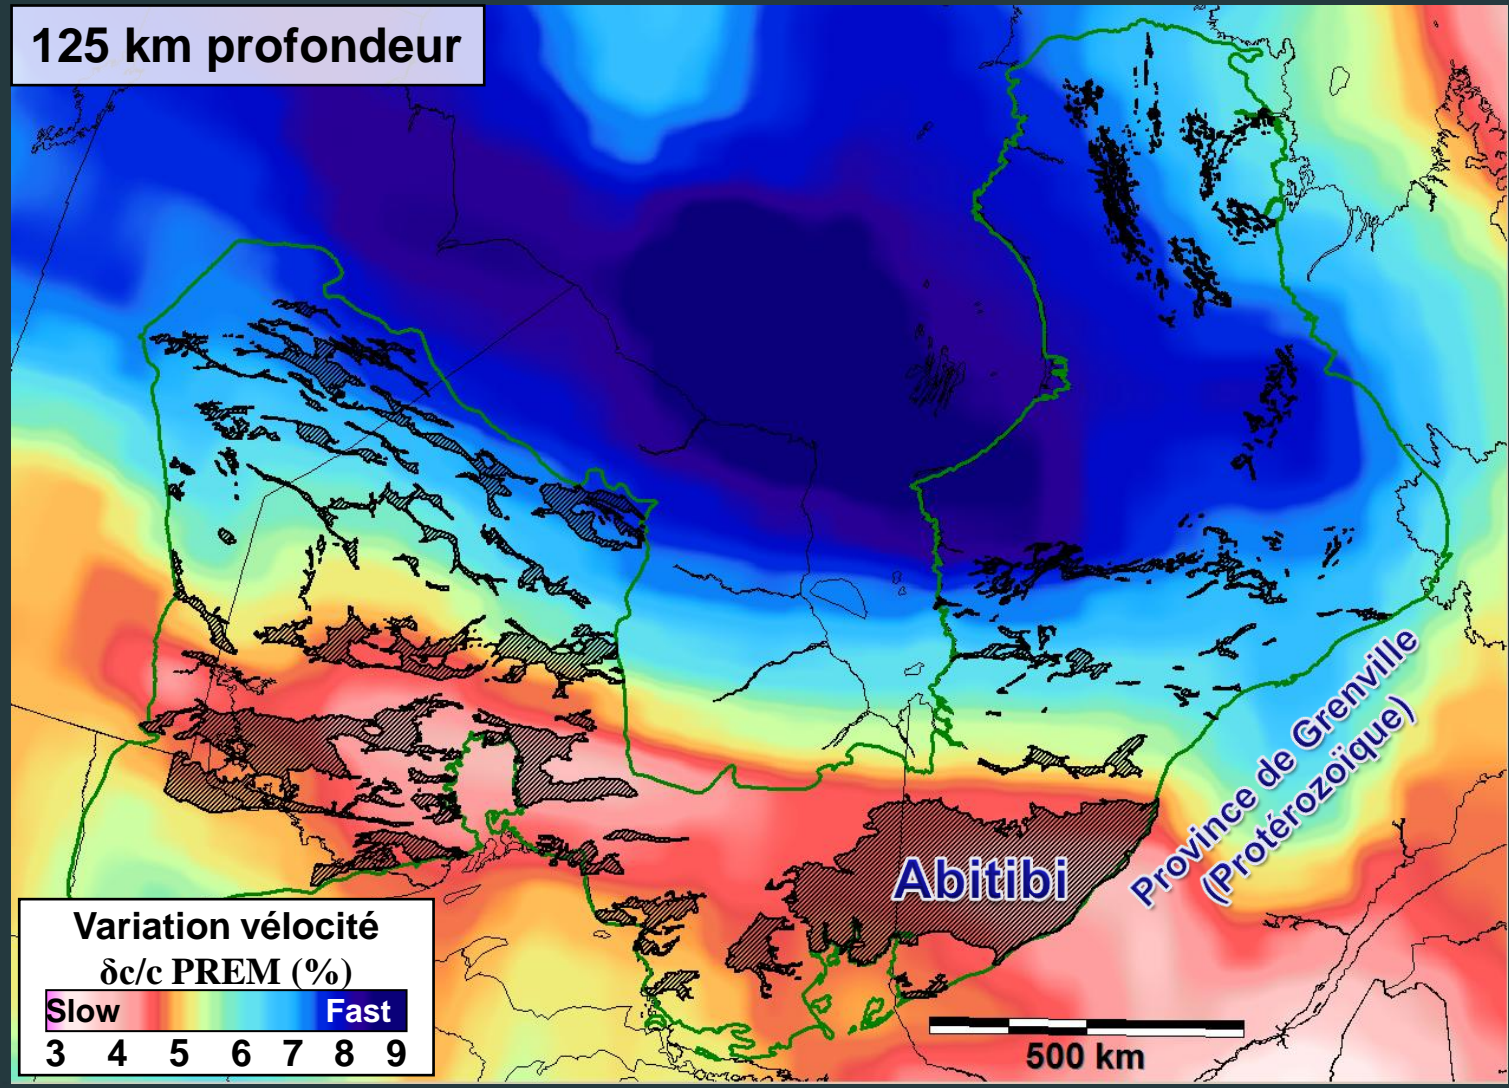 125 km profondeur
Abitibi
Province de Grenville
(Protérozoïque)
Variation vélocité
δc/c PREM (%)
Slow Fast
3 4 5 6 7 8 9
500 km